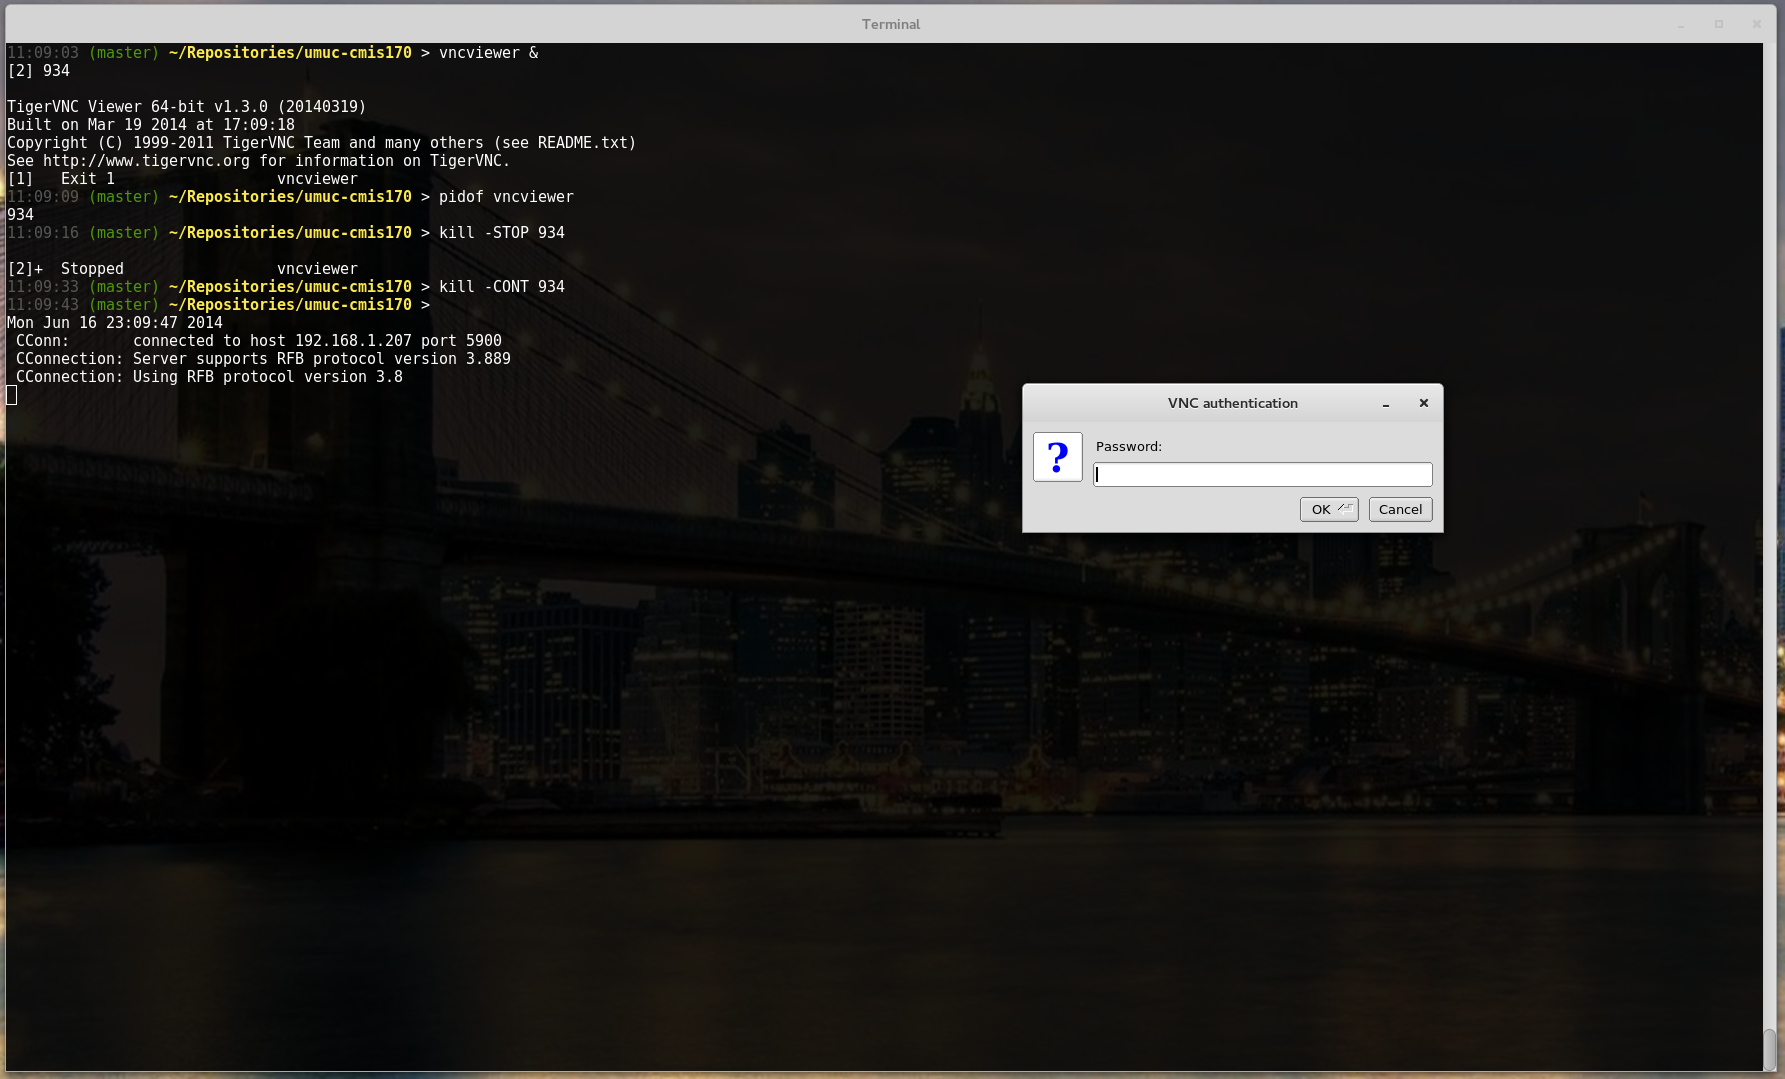 Terminal
11:09:03 (master) ~/Repositories/umuc-cmis170 > vncviewer &
[2] 934
TigerVNC Viewer 64-bit v1.3.0 (20140319)
Built on Mar 19 2014 at 17:09:18
Copyright (C) 1999-2011 TigerVNC Team and many others (see README.txt)
See http://www.tigervnc.org for information on TigerVNC.
[1]   Exit 1                  vncviewer
11:09:09 (master) ~/Repositories/umuc-cmis170 > pidof vncviewer
934
11:09:16 (master) ~/Repositories/umuc-cmis170 > kill -STOP 934
[2]+  Stopped                 vncviewer
11:09:33 (master) ~/Repositories/umuc-cmis170 > kill -CONT 934
11:09:43 (master) ~/Repositories/umuc-cmis170 >
Mon Jun 16 23:09:47 2014
 CConn:       connected to host 192.168.1.207 port 5900
 CConnection: Server supports RFB protocol version 3.889
 CConnection: Using RFB protocol version 3.8
VNC authentication
?
Password:
OK
Cancel